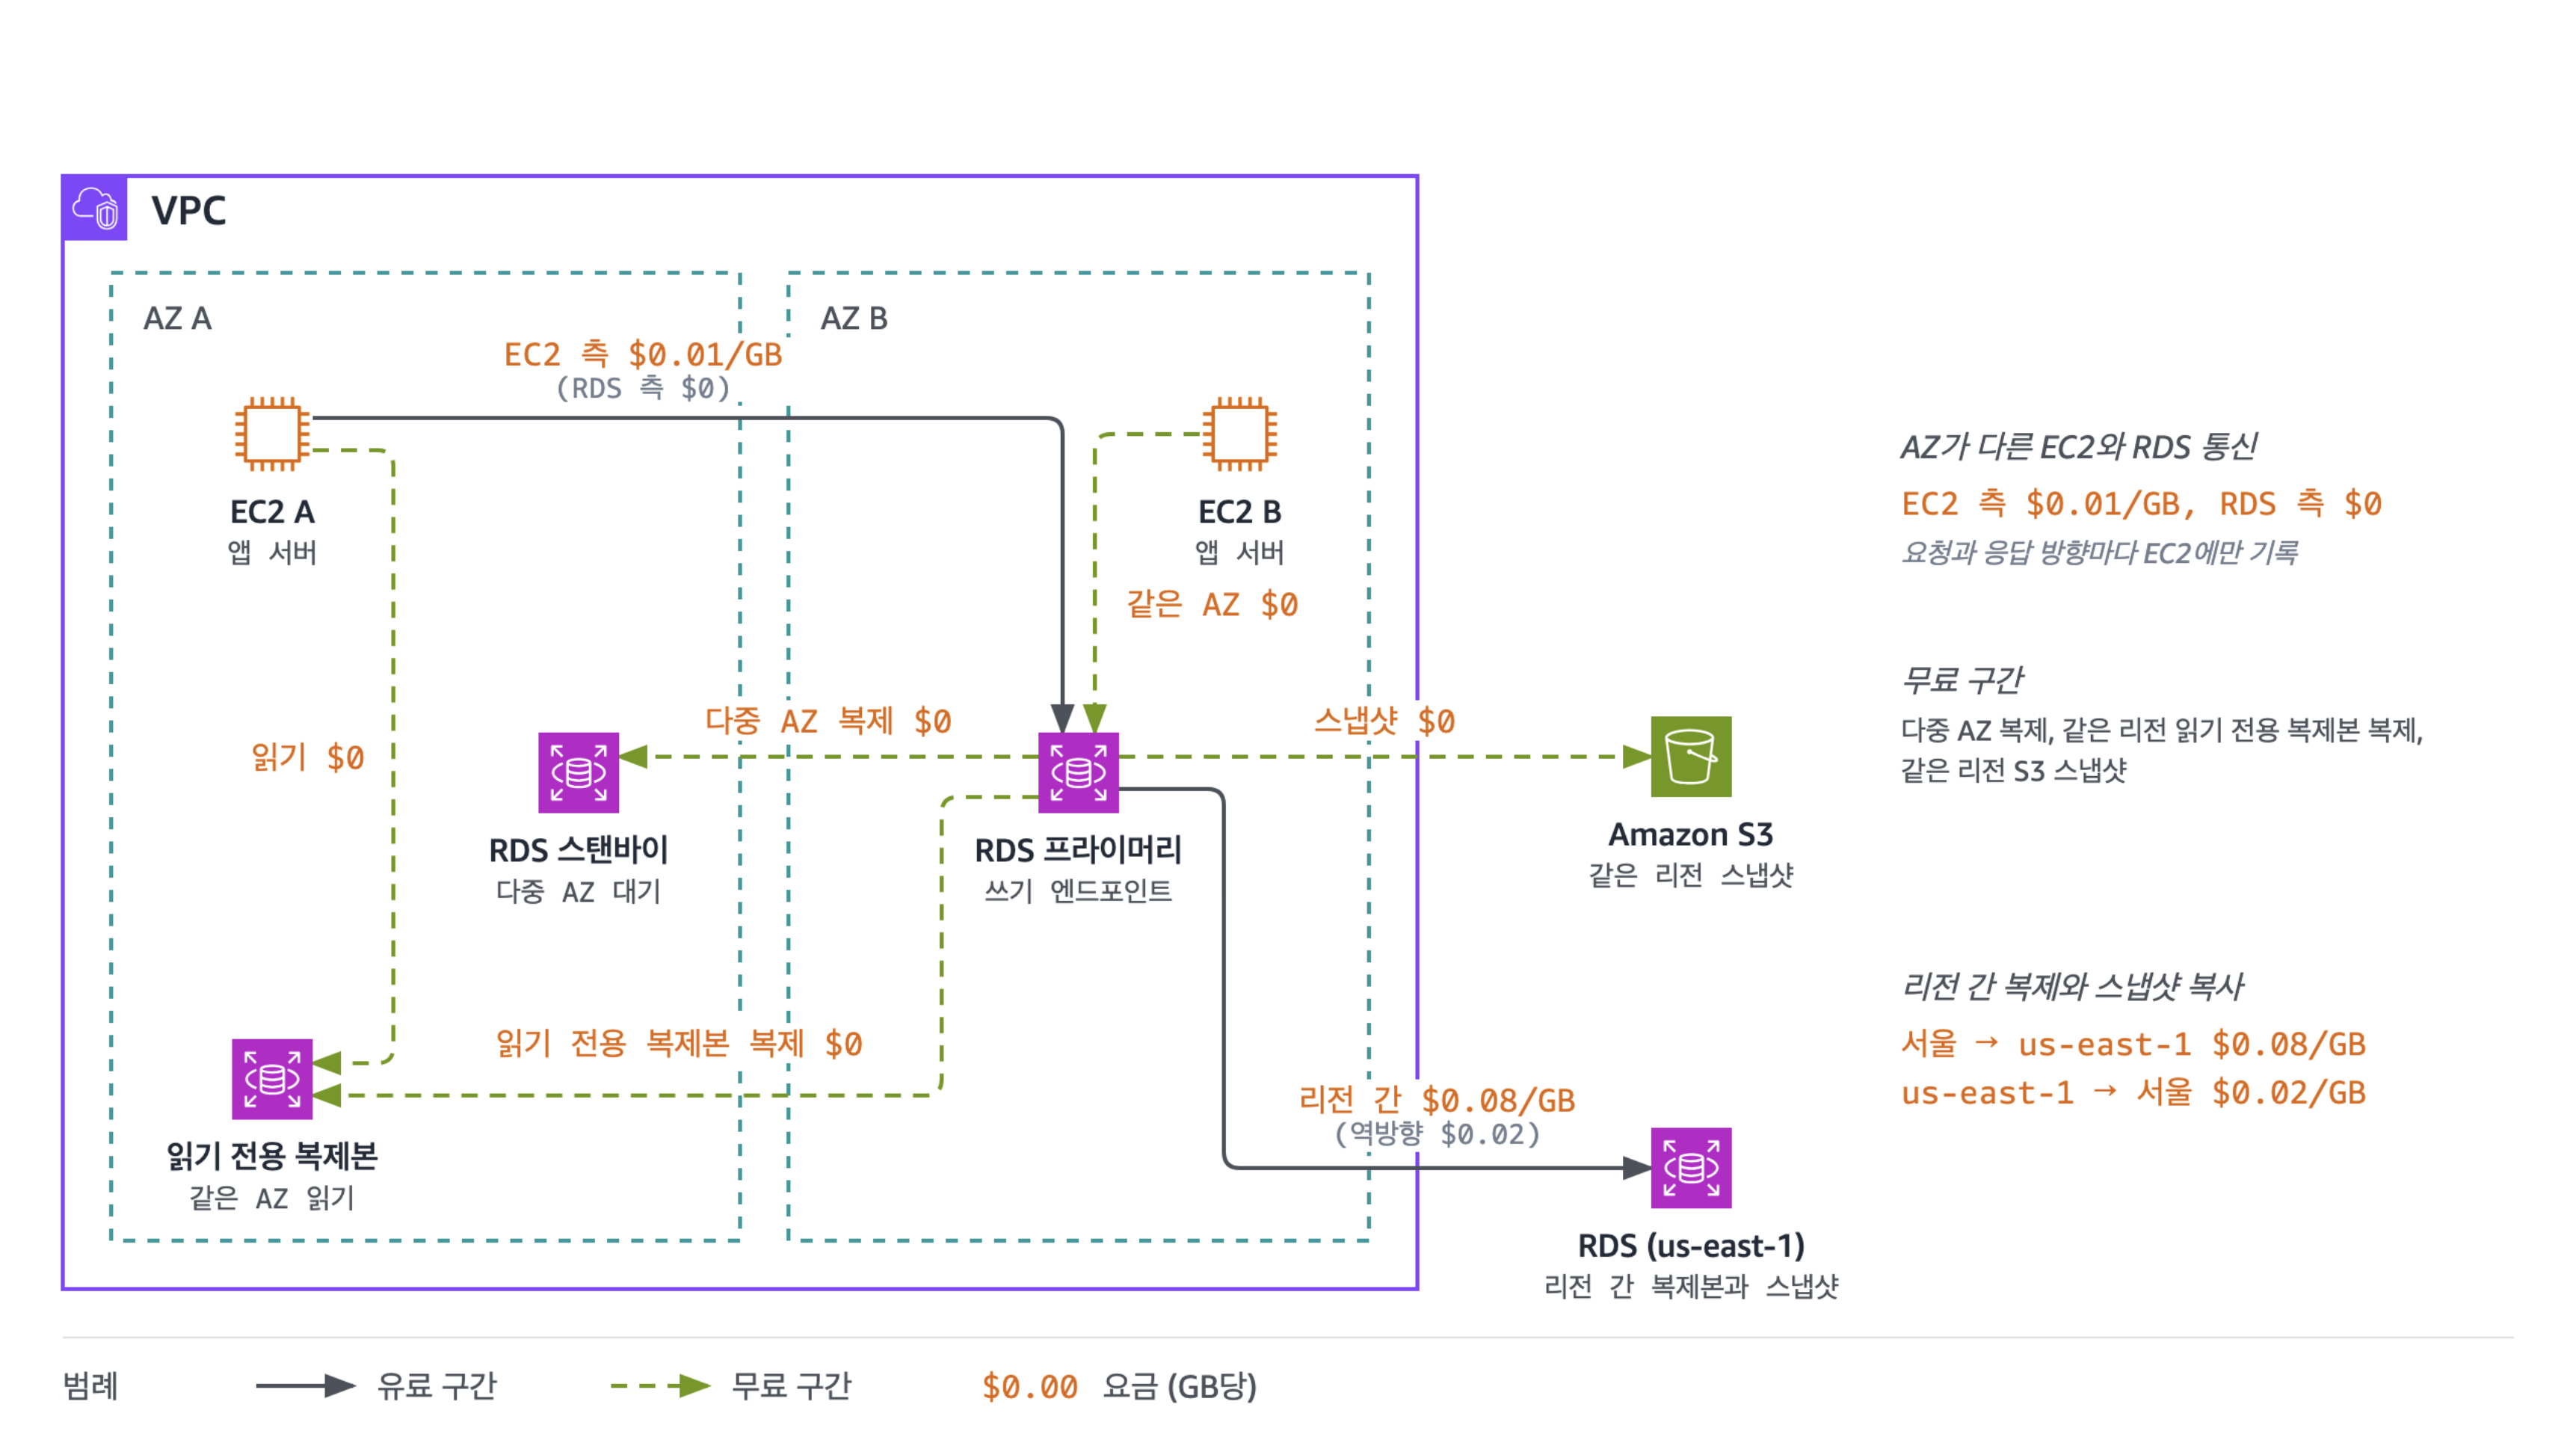 VPC
AZ A
AZ B
EC2 측 $0.01/GB
(RDS 측 $0)
EC2 A
앱 서버
EC2 B
앱 서버
같은 AZ $0
읽기 $0
다중 AZ 복제 $0
스냅샷 $0
RDS 스탠바이
다중 AZ 대기
RDS 프라이머리
쓰기 엔드포인트
Amazon S3
같은 리전 스냅샷
읽기 전용 복제본 복제 $0
읽기 전용 복제본
같은 AZ 읽기
리전 간 $0.08/GB
(역방향 $0.02)
RDS (us-east-1)
리전 간 복제본과 스냅샷
AZ가 다른 EC2와 RDS 통신
EC2 측 $0.01/GB, RDS 측 $0
요청과 응답 방향마다 EC2에만 기록
무료 구간
다중 AZ 복제, 같은 리전 읽기 전용 복제본 복제,
같은 리전 S3 스냅샷
리전 간 복제와 스냅샷 복사
서울 → us-east-1 $0.08/GB
us-east-1 → 서울 $0.02/GB
범례
유료 구간
무료 구간
$0.00 요금 (GB당)